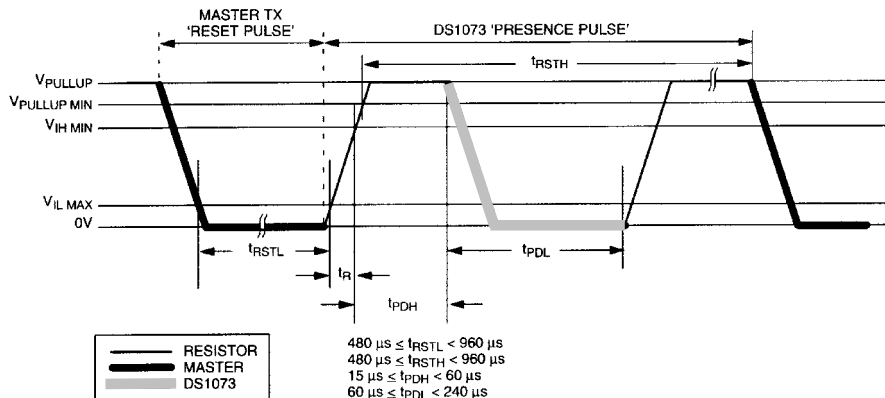 MASTER TX
'RESET PULSE'
DS1073 'PRESENCE PULSE'
tRSTH
VPULLUP
VPULLUP MIN
VIH MIN
VIL MAX
0V
tRSTL
tR
tPDL
tPDH
RESISTOR
MASTER
DS1073
480 µs ≤ tRSTL < 960 µs
480 µs ≤ tRSTH < 960 µs
15 µs ≤ tPDH < 60 µs
60 µs ≤ tPDL < 240 µs